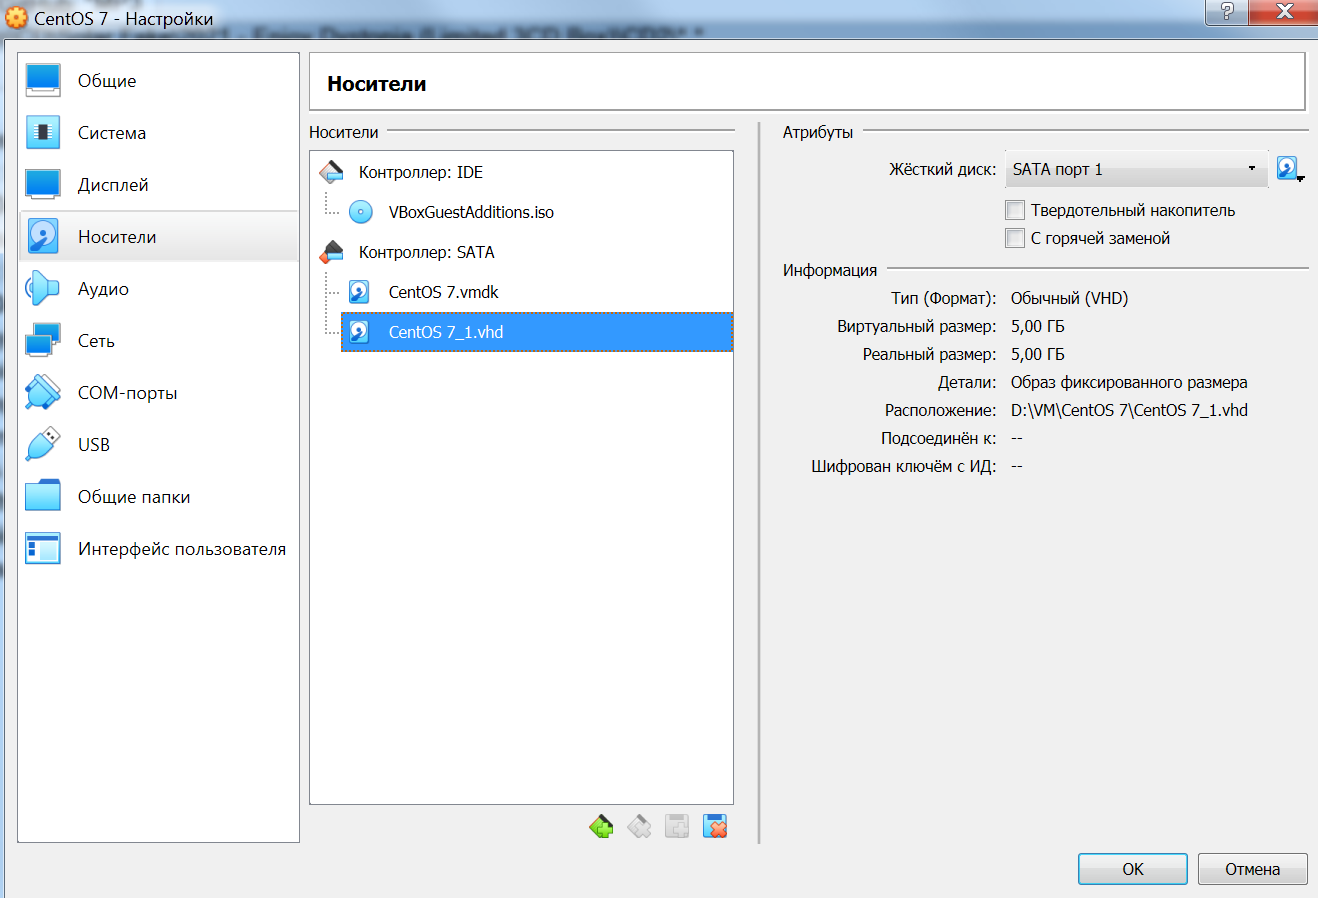 CentOS 7 - Настройки
?
Общие
Система
Дисплей
Носители
Аудио
Сеть
COM-порты
USB
Общие папки
Интерфейс пользователя
Носители
Носители
Контроллер: IDE
VBoxGuestAdditions.iso
Контроллер: SATA
CentOS 7.vmdk
CentOS 7_1.vhd
Атрибуты
Жёсткий диск: SATA порт 1
Твердотельный накопитель
С горячей заменой
Информация
Тип (Формат): Обычный (VHD)
Виртуальный размер: 5,00 ГБ
Реальный размер: 5,00 ГБ
Детали: Образ фиксированного размера
Расположение: D:\VM\CentOS 7\CentOS 7_1.vhd
Подсоединён к: --
Шифрован ключём с ИД: --
OK
Отмена